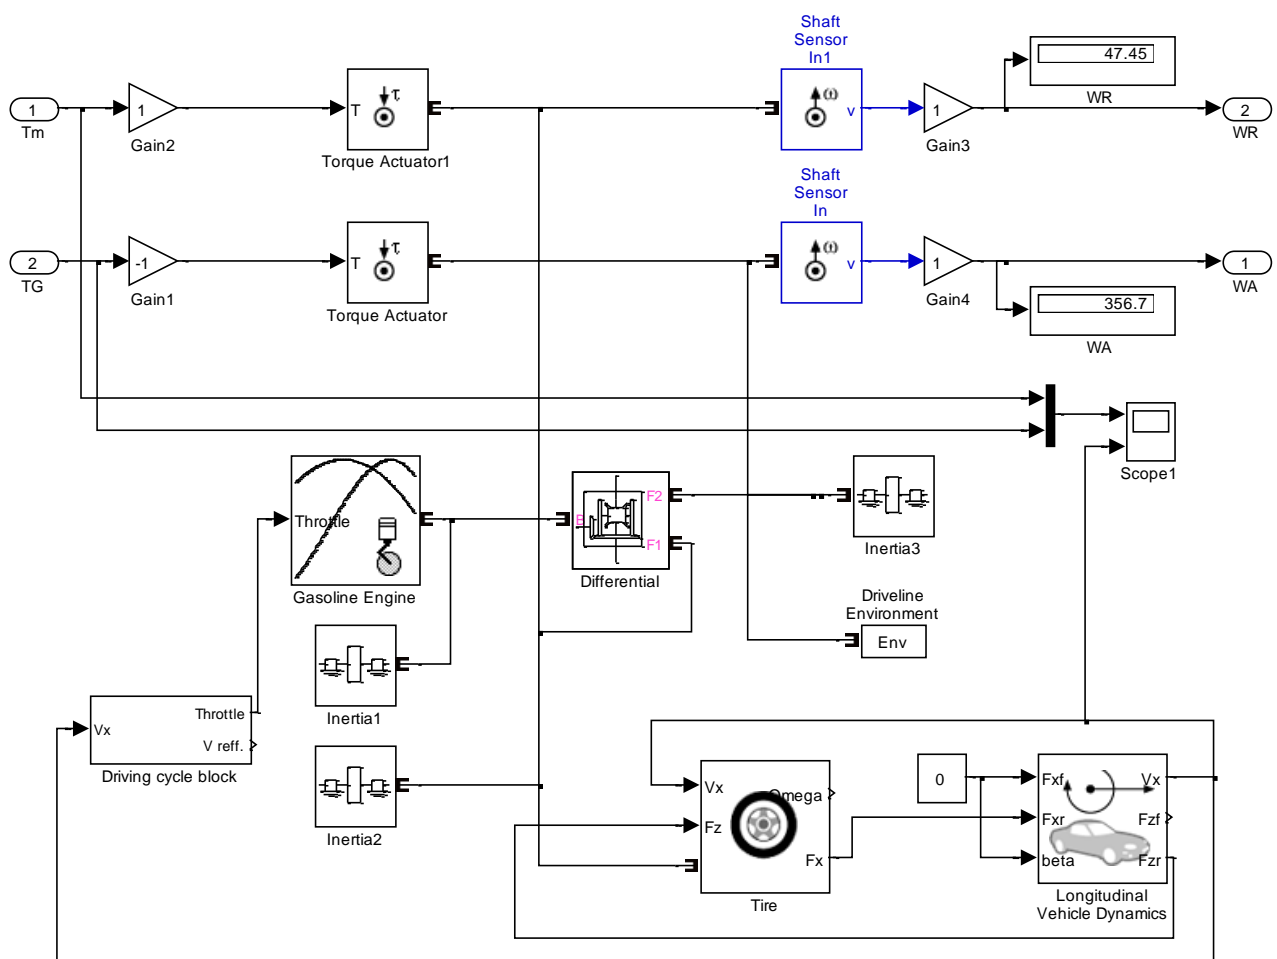 Shaft
Sensor
In1
47.45
WR
1
Tm
1
Gain2
T
τ
Torque Actuator1
ω
v
1
Gain3
2
WR
Shaft
Sensor
In
2
TG
-1
Gain1
T
τ
Torque Actuator
ω
v
1
Gain4
1
WA
356.7
WA
Scope1
Throttle
Gasoline Engine
B
F2
F1
Differential
Inertia3
Driveline
Environment
Env
Inertia1
Vx
Throttle
V reff.
Driving cycle block
Inertia2
Vx
Omega
Fz
Fx
Tire
0
Fxf
Vx
Fxr
Fzf
beta
Fzr
Longitudinal
Vehicle Dynamics